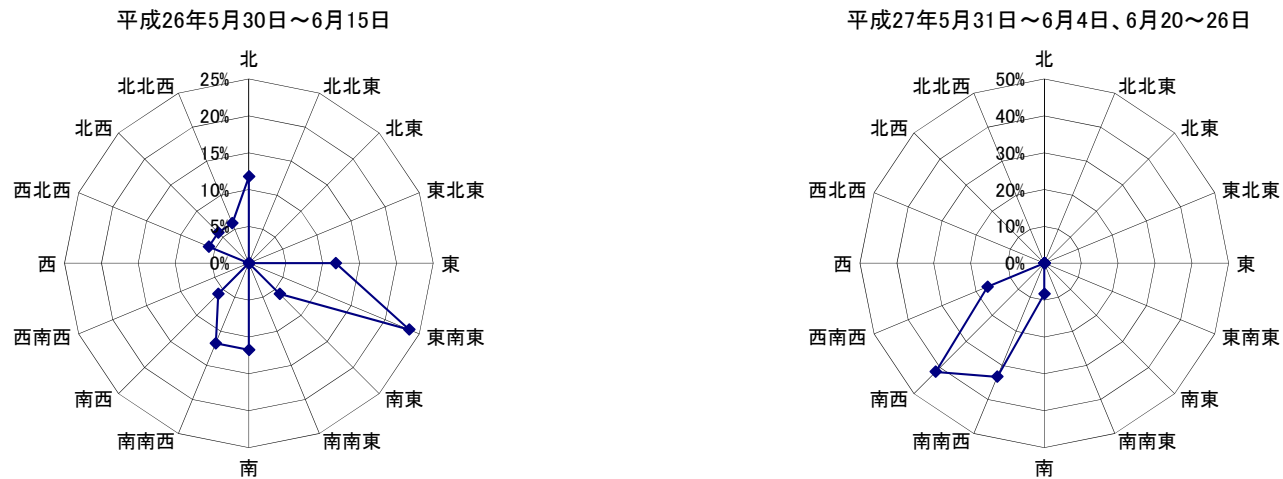 平成26年5月30日～6月15日
北
北北東
北東
東北東
東
東南東
南東
南南東
南
南南西
南西
西南西
西
西北西
北西
北北西
25%
20%
15%
10%
5%
0%
平成27年5月31日～6月4日、6月20～26日
北
北北東
北東
東北東
東
東南東
南東
南南東
南
南南西
南西
西南西
西
西北西
北西
北北西
50%
40%
30%
20%
10%
0%